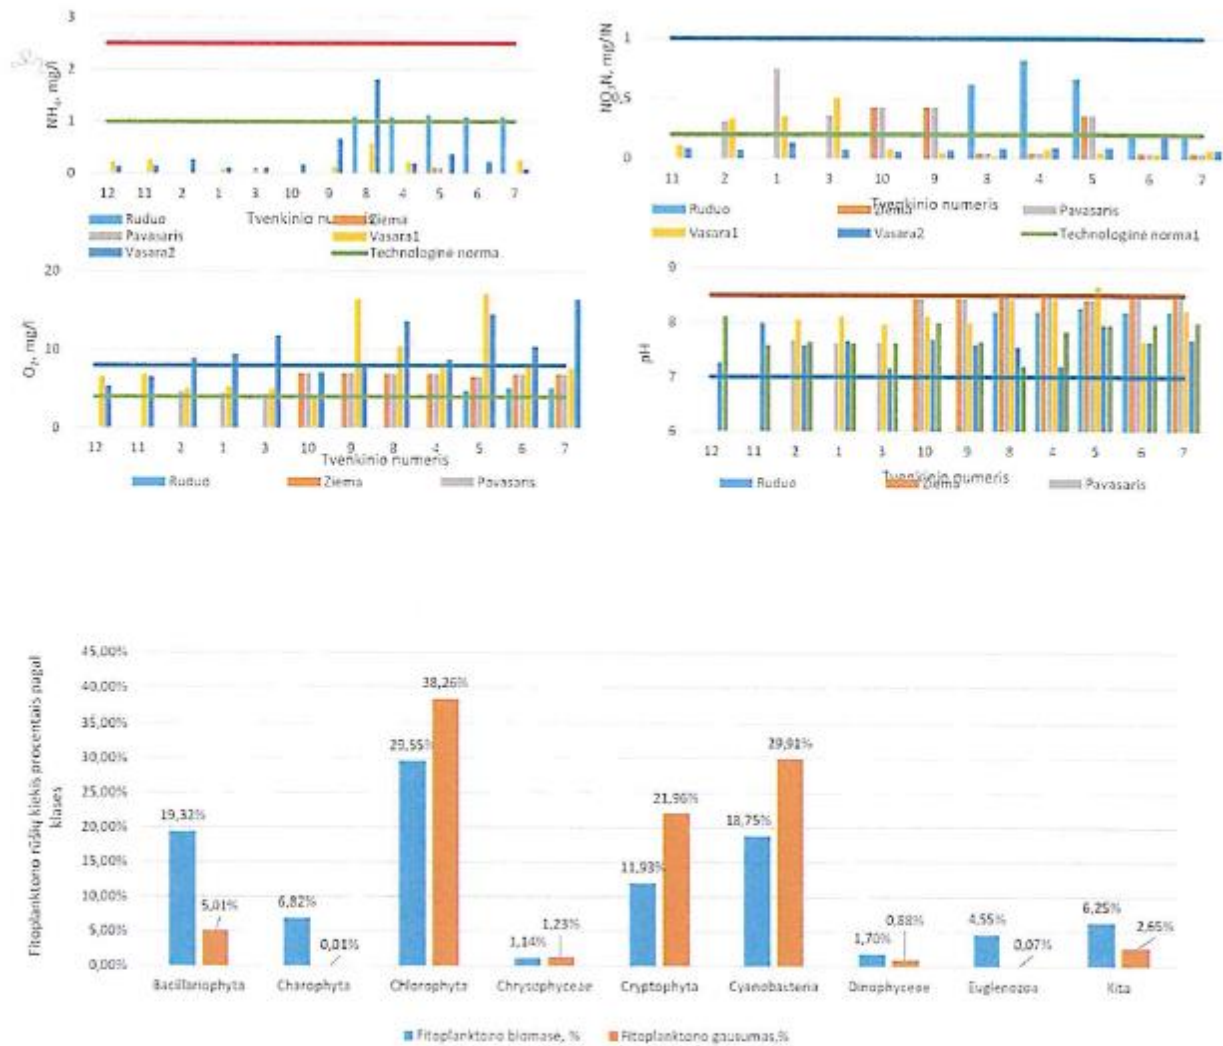 3
2
1
0
NH4, mg/l
12 11 2 1 3 10 9 8 4 5 6 7
Tvenkinio numeris
Ruduo Ziema
Pavasaris Vasara1
Vasara2 Technologinė norma
1
0,5
0
NO3N, mg/lN
11 2 1 3 10 9 3 4 5 6 7
Tvenkinio numeris
Ruduo Ziema Pavasaris
Vasara1 Vasara2 Technologinė norma1
20
10
0
O2, mg/l
12 11 2 1 3 10 9 8 4 5 6 7
Tvenkinio numeris
Ruduo Ziema Pavasaris
9
8
7
6
pH
12 11 2 1 3 10 9 8 4 5 6 7
Tvenkinio numeris
Ruduo Ziema Pavasaris
Fitoplanktono rūšių kiekis procentais pagal
klases
45,00%
40,00%
35,00%
30,00%
25,00%
20,00%
15,00%
10,00%
5,00%
0,00%
19,32% 5,01%
6,82% 0,01%
29,55% 38,26%
1,14% 1,23%
11,93% 21,96%
18,75% 29,91%
1,70% 0,88%
4,55% 0,07%
6,25% 2,65%
Bacillariophyta Charophyta Chlorophyta Chrysophyceae Cryptophyta Cyanobacteria Dinophyceae Euglenozoa Kita
Fitoplanktono biomasė, % Fitoplanktono gausumas,%